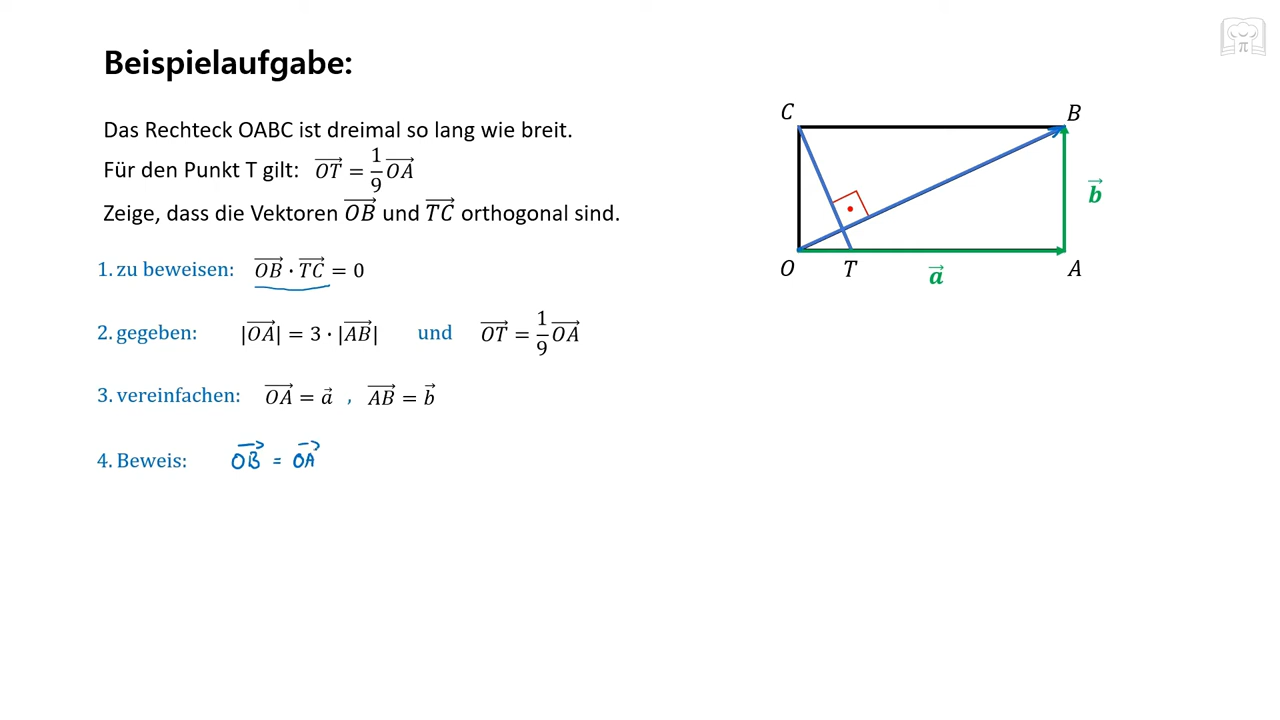 Beispielaufgabe:
Das Rechteck OABC ist dreimal so lang wie breit.
Für den Punkt T gilt: $\overrightarrow{OT} = \frac{1}{9}\overrightarrow{OA}$
Zeige, dass die Vektoren $\overrightarrow{OB}$ und $\overrightarrow{TC}$ orthogonal sind.
1. zu beweisen: $\overrightarrow{OB} \cdot \overrightarrow{TC} = 0$
2. gegeben: $|\overrightarrow{OA}| = 3 \cdot |\overrightarrow{AB}|$ und $\overrightarrow{OT} = \frac{1}{9}\overrightarrow{OA}$
3. vereinfachen: $\overrightarrow{OA} = \vec{a}$ , $\overrightarrow{AB} = \vec{b}$
4. Beweis: $\overrightarrow{OB} = \overrightarrow{OA}$
C B
$\vec{b}$
O T A
$\vec{a}$
π